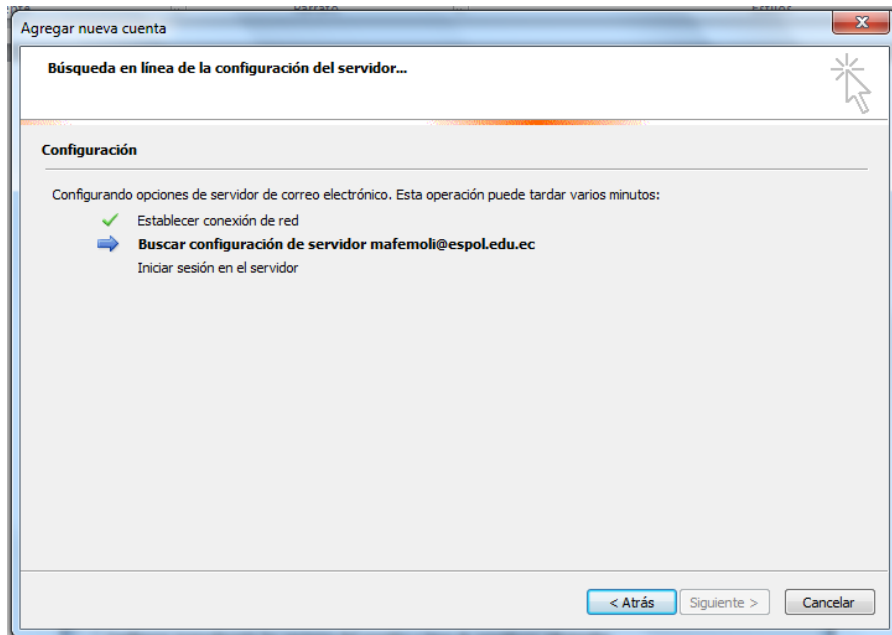 Agregar nueva cuenta
Búsqueda en línea de la configuración del servidor...
Configuración
Configurando opciones de servidor de correo electrónico. Esta operación puede tardar varios minutos:
Establecer conexión de red
Buscar configuración de servidor mafemoli@espol.edu.ec
Iniciar sesión en el servidor
< Atrás
Siguiente >
Cancelar